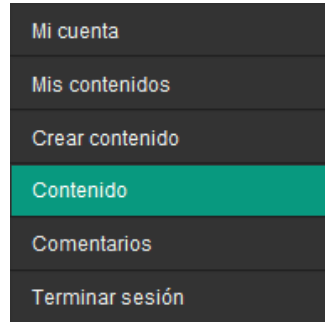 Mi cuenta
Mis contenidos
Crear contenido
Contenido
Comentarios
Terminar sesión